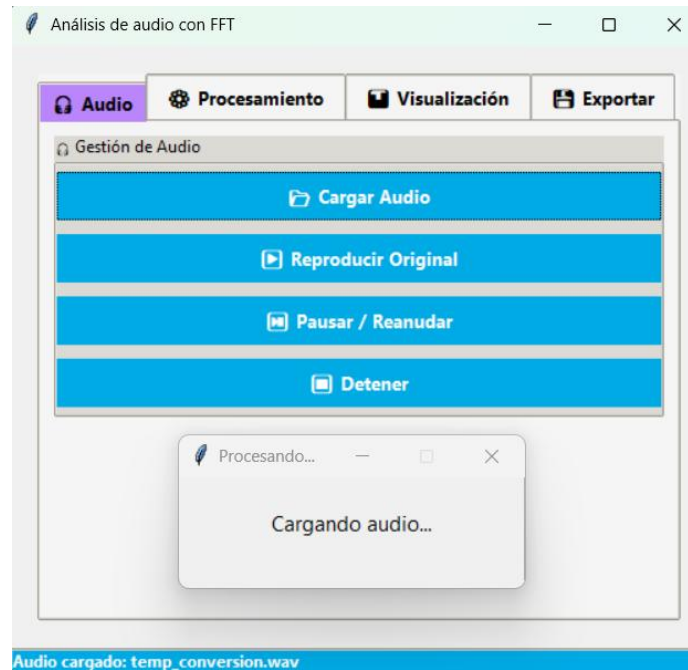 Análisis de audio con FFT
Audio Procesamiento Visualización Exportar
Gestión de Audio
Cargar Audio
Reproducir Original
Pausar / Reanudar
Detener
Procesando...
Cargando audio...
Audio cargado: temp_conversion.wav